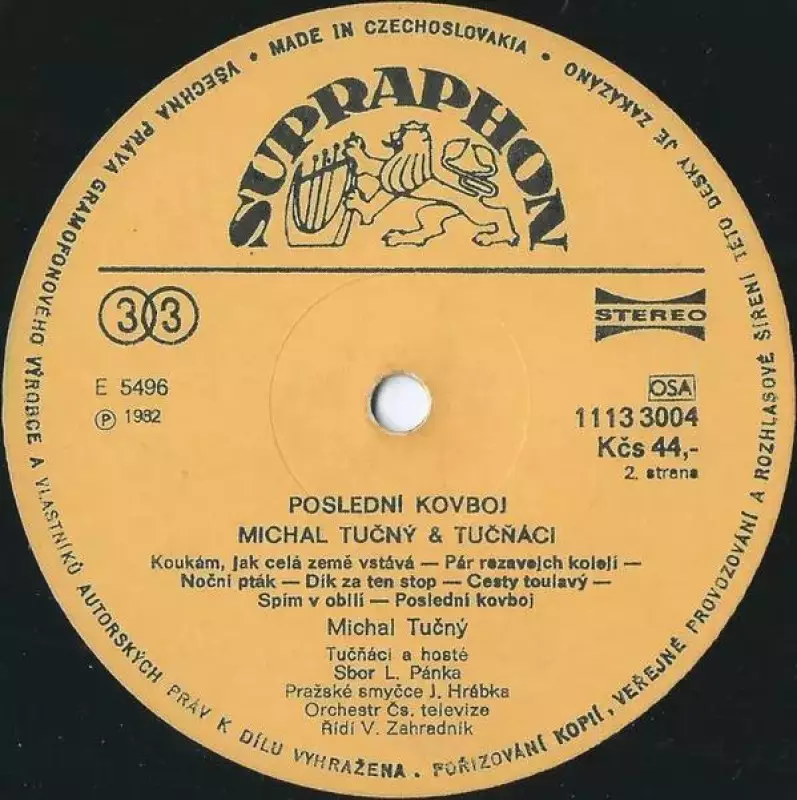 VŠECHNA PRÁVA GRAMOFONOVÉHO VÝROBCE A VLASTNÍKŮ AUTORSKÝCH PRÁV K DÍLU VYHRAŽENA. POŘIZOVÁNÍ KOPIÍ, VEŘEJNÉ PROVOZOVÁNÍ A ROZHLASOVÉ ŠÍŘENÍ TÉTO DESKY JE ZAKÁZÁNO • MADE IN CZECHOSLOVAKIA •
SUPRAPHON
33
STEREO
E 5496
Ⓟ 1982
OSA
1113 3004
Kčs 44,-
2. strana
POSLEDNÍ KOVBOJ
MICHAL TUČNÝ & TUČŇÁCI
Koukám, jak celá země vstává — Pár rezavejch kolejí —
Noční pták — Dík za ten stop — Cesty toulavý —
Spím v obilí — Poslední kovboj
Michal Tučný
Tučňáci a hosté
Sbor L. Pánka
Pražské smyčce J. Hrábka
Orchestr Čs. televize
Řídí V. Zahradník